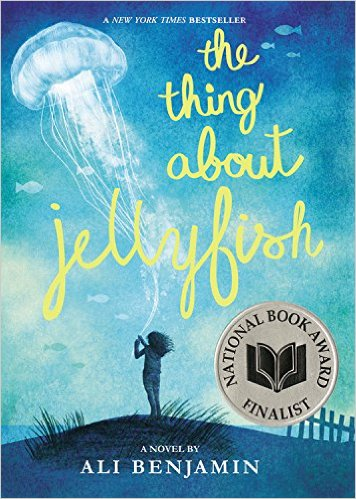 A NEW YORK TIMES BESTSELLER
the
thing
about
jellyfish
NATIONAL BOOK AWARD
FINALIST
A NOVEL BY
ALI BENJAMIN